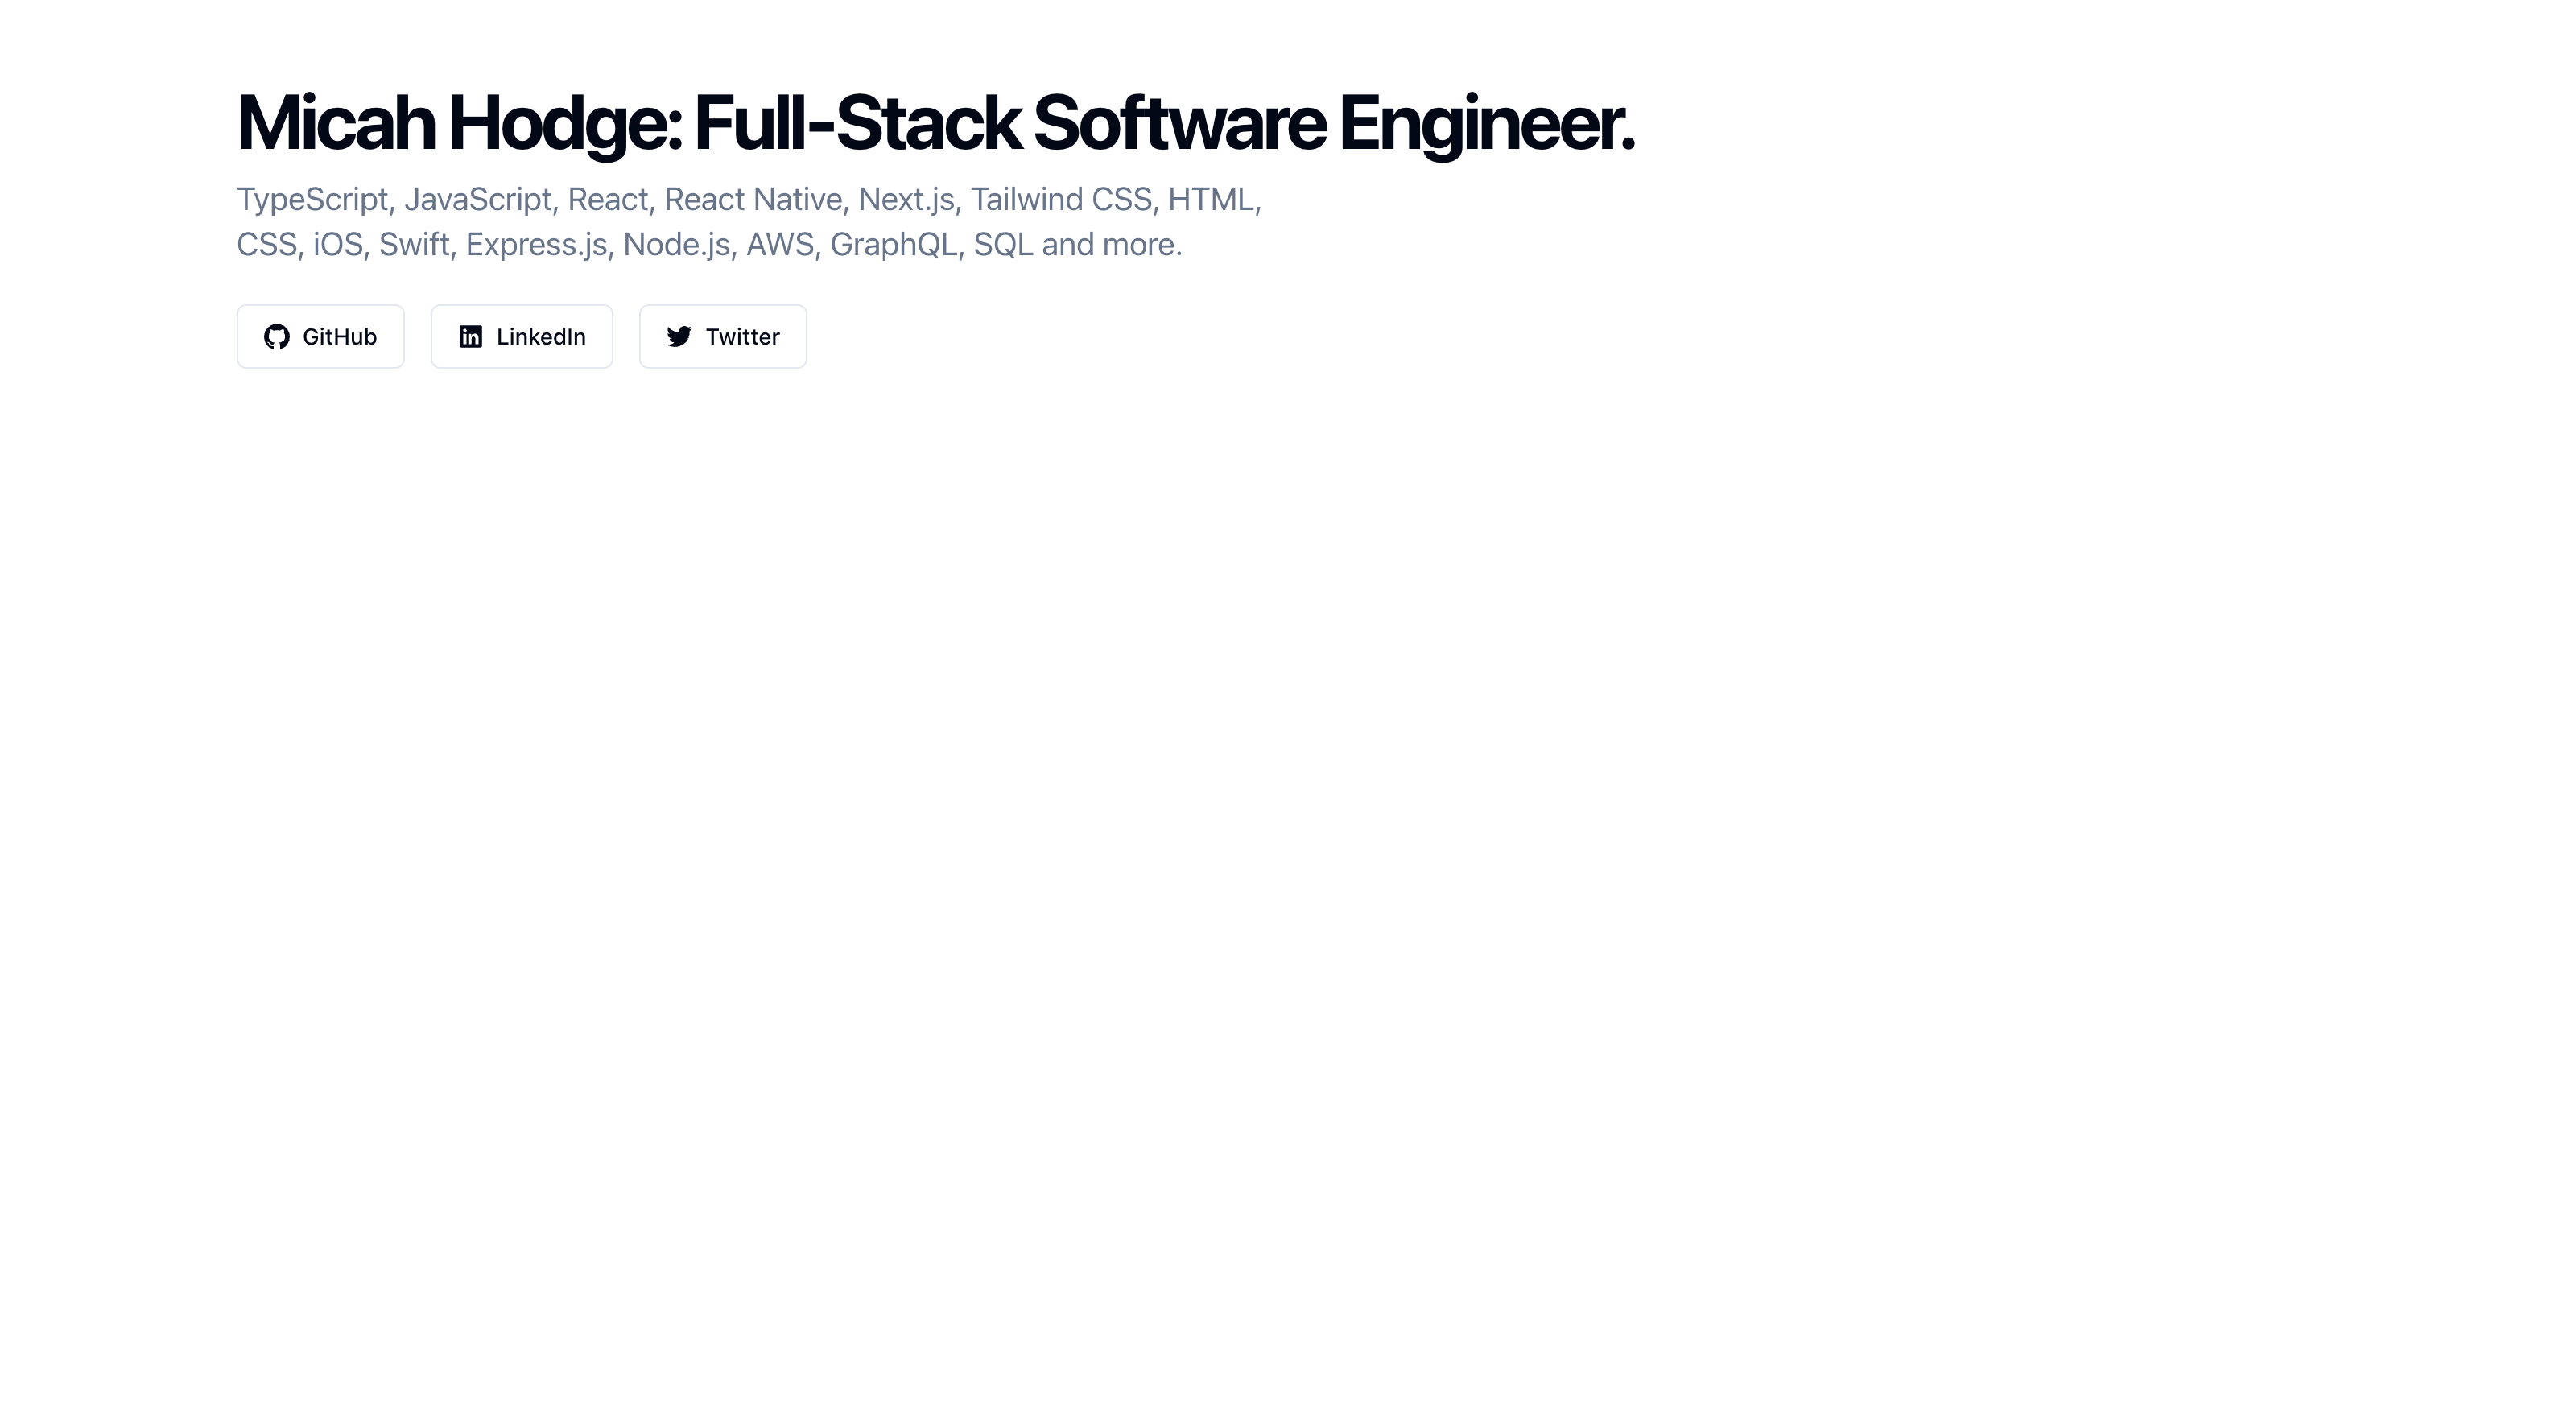 Micah Hodge: Full-Stack Software Engineer.
TypeScript, JavaScript, React, React Native, Next.js, Tailwind CSS, HTML,
CSS, iOS, Swift, Express.js, Node.js, AWS, GraphQL, SQL and more.
GitHub
LinkedIn
Twitter